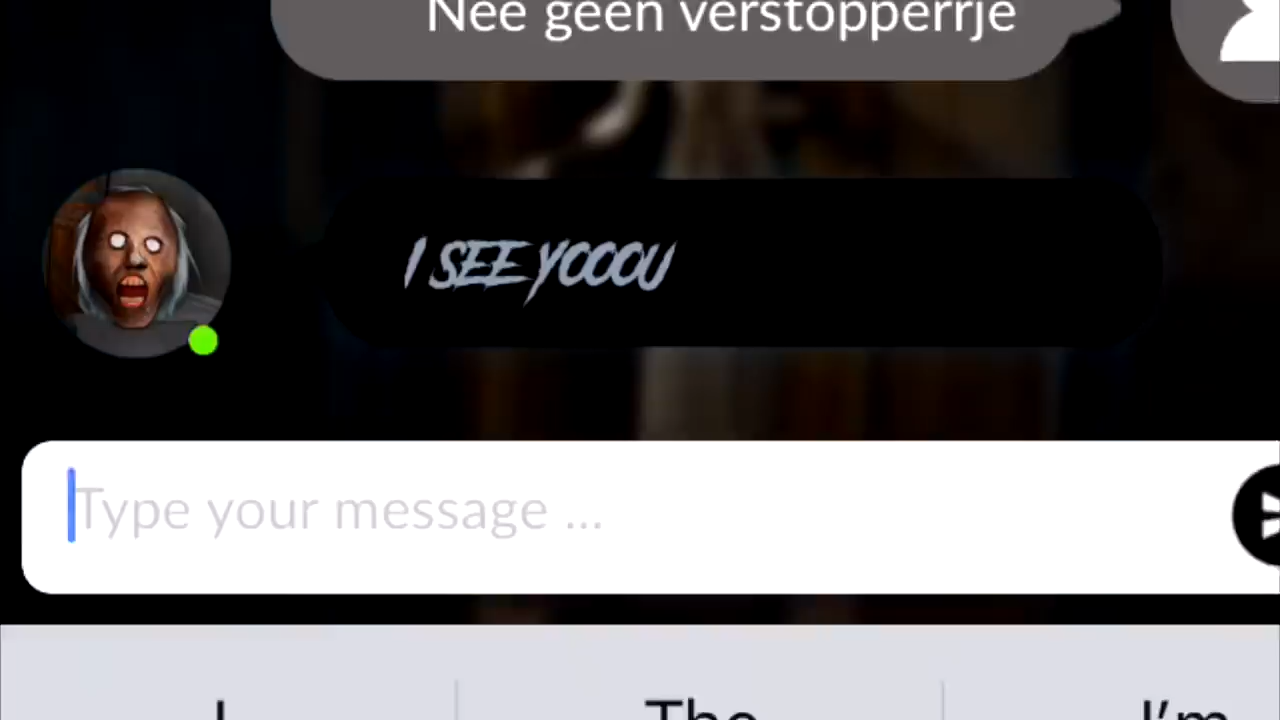 Nee geen verstopperrje
I SEE YOOOU
Type your message ...
I
The
I'm